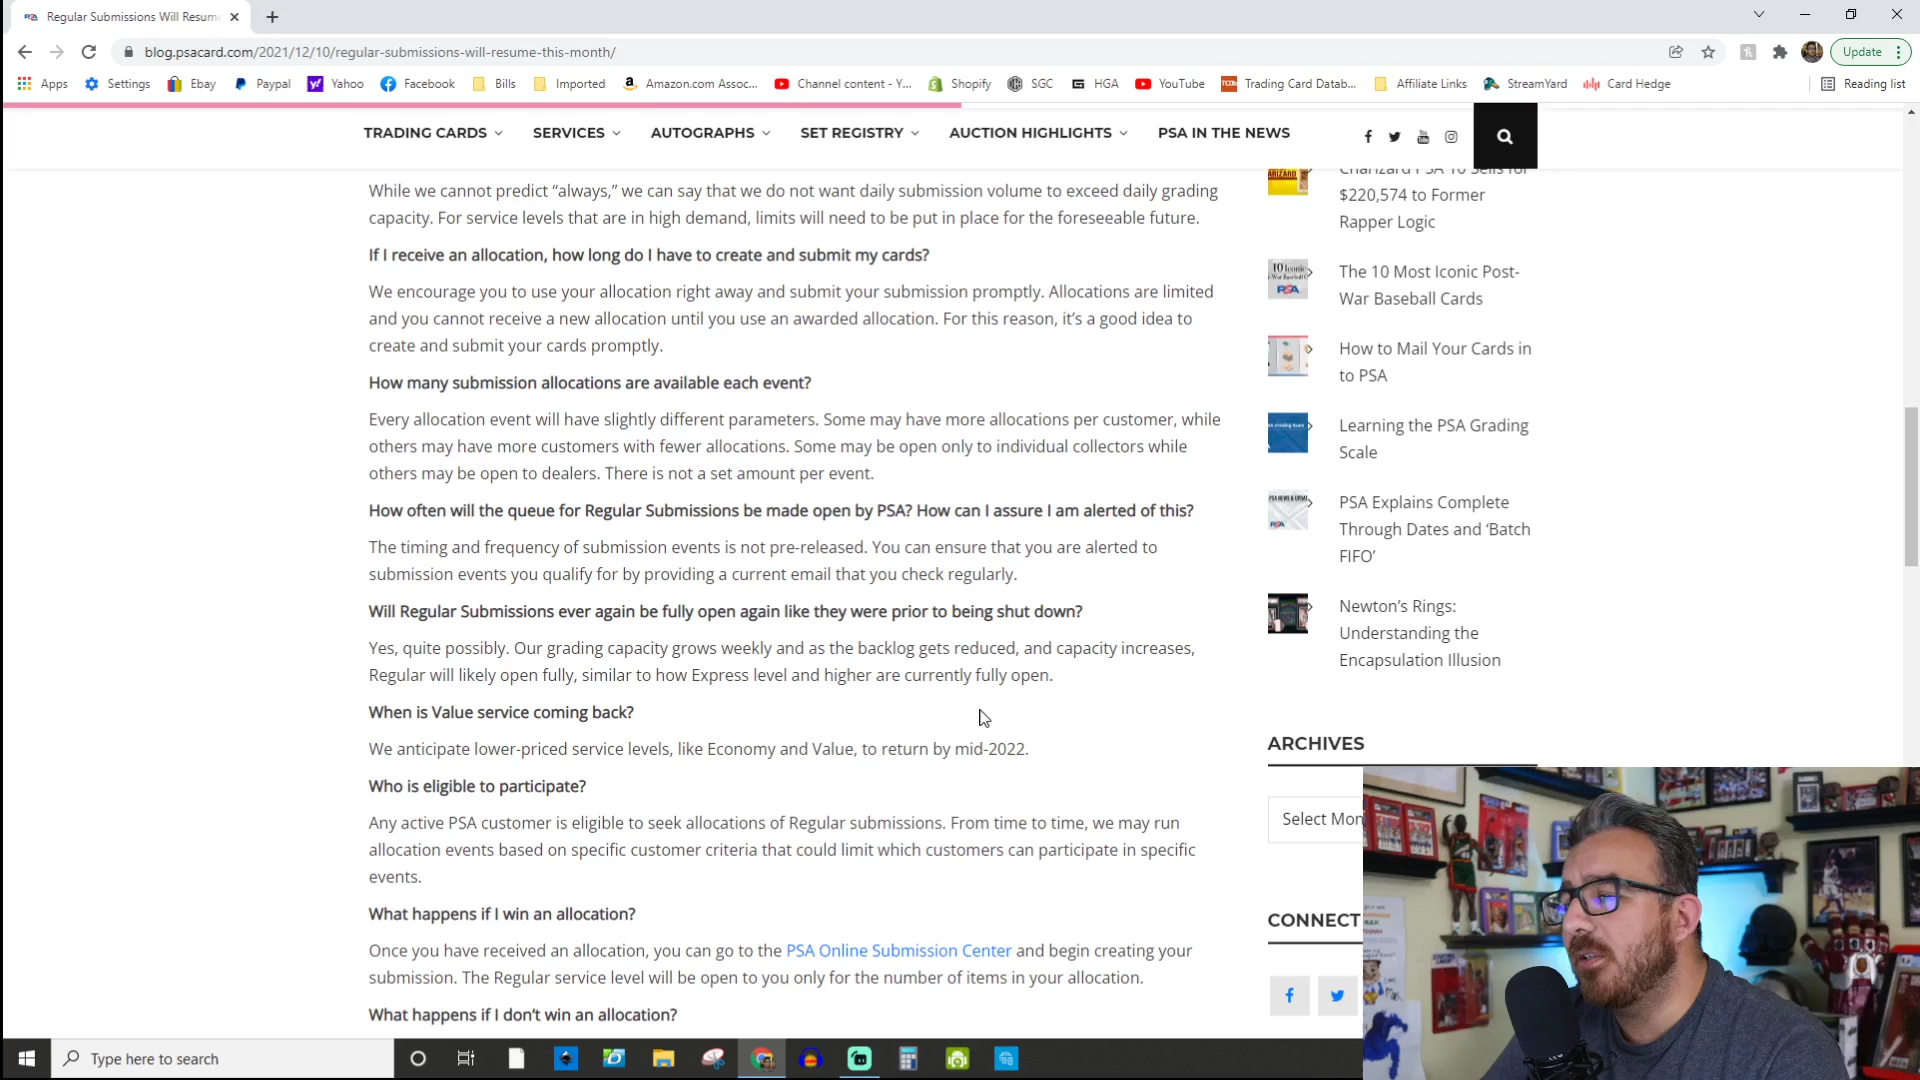 Regular Submissions Will Resum
blog.psacard.com/2021/12/10/regular-submissions-will-resume-this-month/
Update
Apps Settings Ebay Paypal Yahoo Facebook Bills Imported Amazon.com Assoc... Channel content - Y... Shopify SGC HGA YouTube Trading Card Datab... Affiliate Links StreamYard Card Hedge Reading list
TRADING CARDS SERVICES AUTOGRAPHS SET REGISTRY AUCTION HIGHLIGHTS PSA IN THE NEWS
While we cannot predict “always,” we can say that we do not want daily submission volume to exceed daily grading
capacity. For service levels that are in high demand, limits will need to be put in place for the foreseeable future.
If I receive an allocation, how long do I have to create and submit my cards?
We encourage you to use your allocation right away and submit your submission promptly. Allocations are limited
and you cannot receive a new allocation until you use an awarded allocation. For this reason, it’s a good idea to
create and submit your cards promptly.
How many submission allocations are available each event?
Every allocation event will have slightly different parameters. Some may have more allocations per customer, while
others may have more customers with fewer allocations. Some may be open only to individual collectors while
others may be open to dealers. There is not a set amount per event.
How often will the queue for Regular Submissions be made open by PSA? How can I assure I am alerted of this?
The timing and frequency of submission events is not pre-released. You can ensure that you are alerted to
submission events you qualify for by providing a current email that you check regularly.
Will Regular Submissions ever again be fully open again like they were prior to being shut down?
Yes, quite possibly. Our grading capacity grows weekly and as the backlog gets reduced, and capacity increases,
Regular will likely open fully, similar to how Express level and higher are currently fully open.
When is Value service coming back?
We anticipate lower-priced service levels, like Economy and Value, to return by mid-2022.
Who is eligible to participate?
Any active PSA customer is eligible to seek allocations of Regular submissions. From time to time, we may run
allocation events based on specific customer criteria that could limit which customers can participate in specific
events.
What happens if I win an allocation?
Once you have received an allocation, you can go to the PSA Online Submission Center and begin creating your
submission. The Regular service level will be open to you only for the number of items in your allocation.
What happens if I don’t win an allocation?
Charizard PSA 10 Sells for
$220,574 to Former
Rapper Logic
The 10 Most Iconic Post-
War Baseball Cards
How to Mail Your Cards in
to PSA
Learning the PSA Grading
Scale
PSA Explains Complete
Through Dates and ‘Batch
FIFO’
Newton’s Rings:
Understanding the
Encapsulation Illusion
ARCHIVES
Select Mon
CONNECT
Type here to search